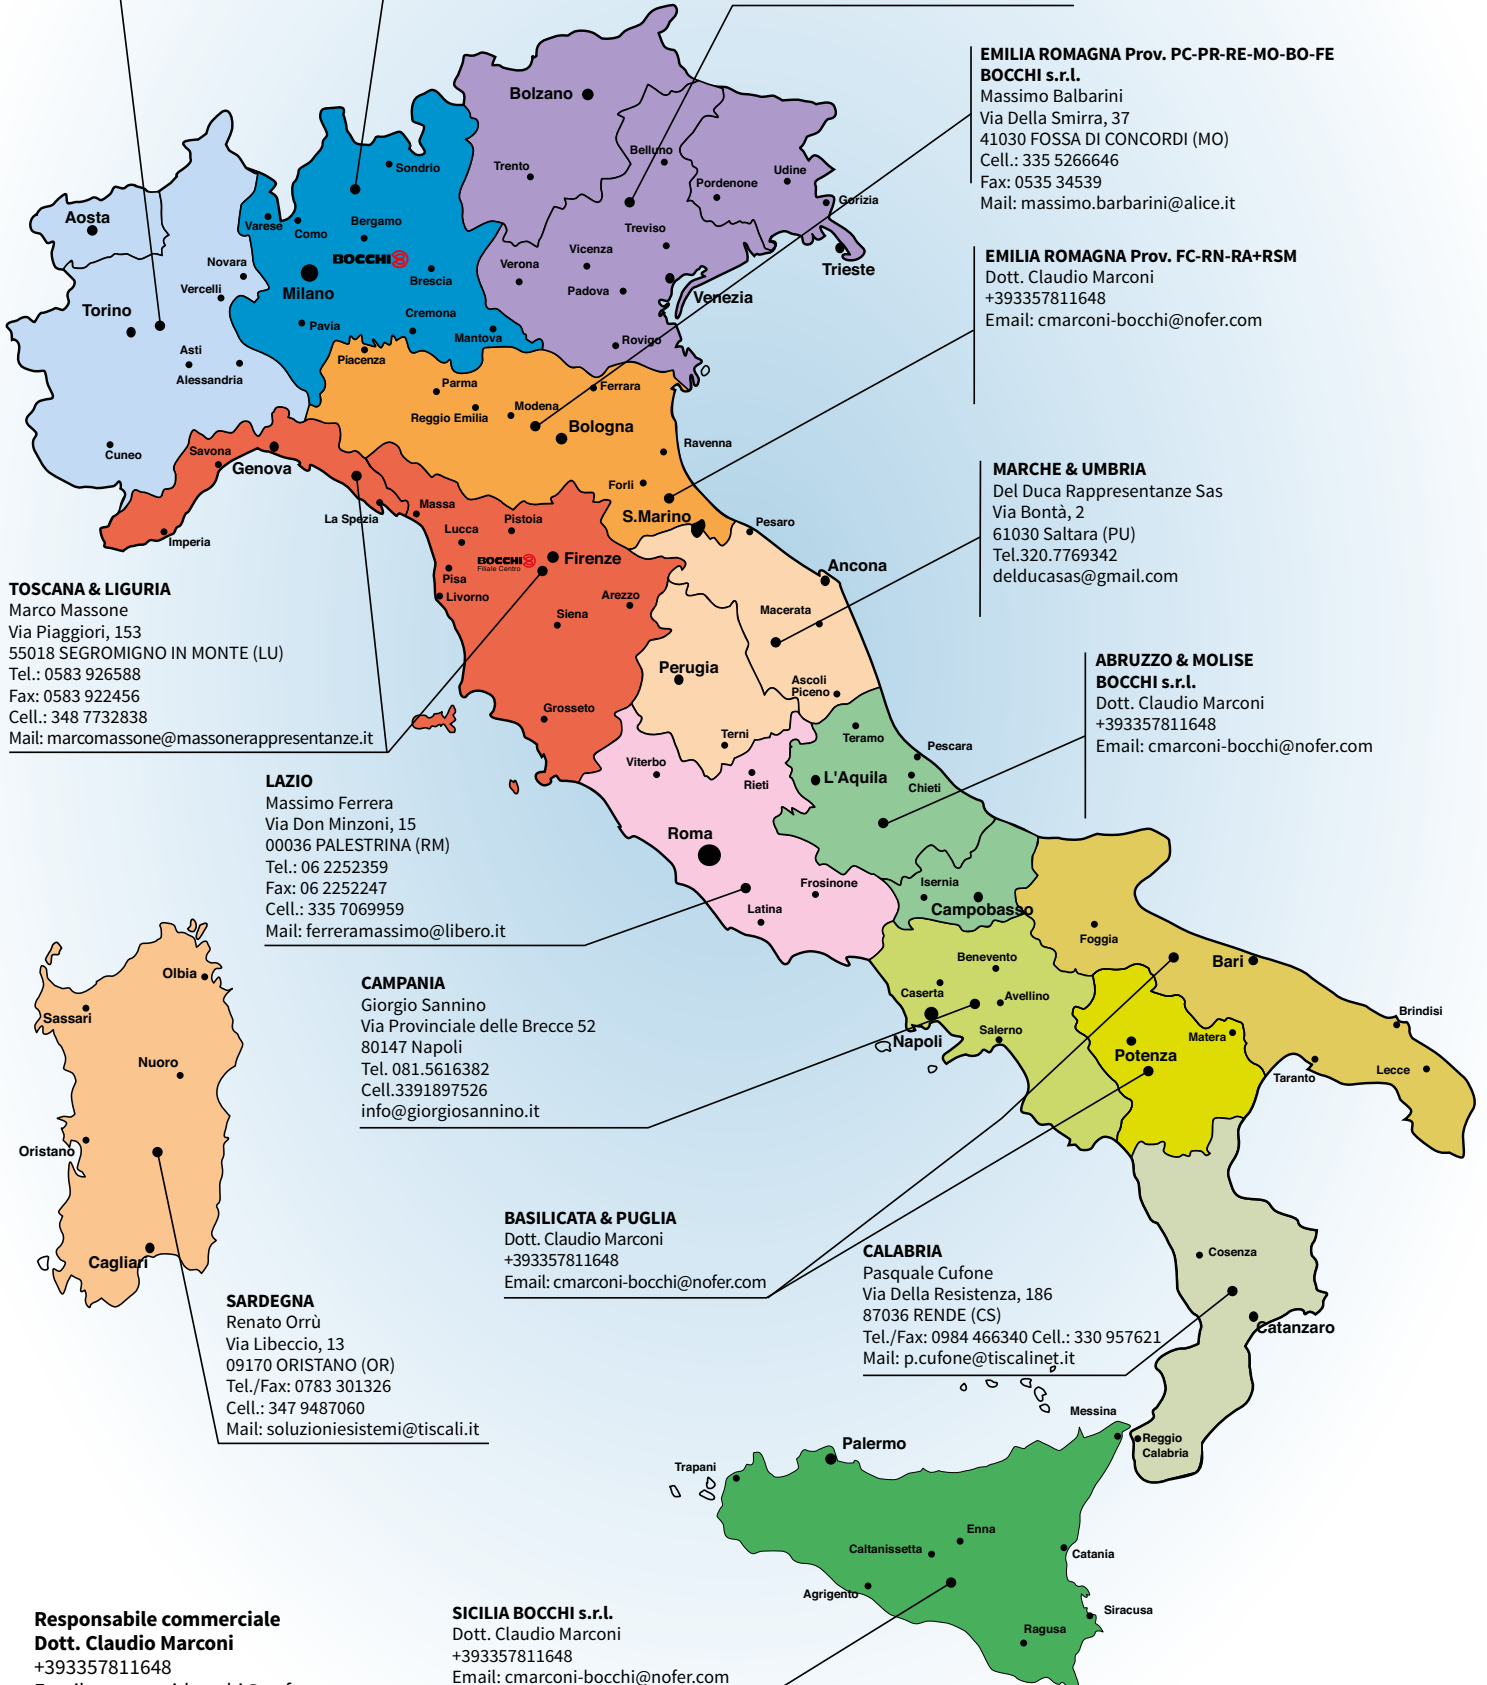 Bolzano
Trento
Belluno
Pordenone
Udine
Gorizia
Treviso
Vicenza
Verona
Padova
Venezia
Trieste
Rovigo
Sondrio
Aosta
Varese
Como
Bergamo
BOCCHI
Novara
Vercelli
Milano
Brescia
Torino
Pavia
Cremona
Mantova
Asti
Alessandria
Cuneo
Piacenza
Parma
Ferrara
Reggio Emilia
Modena
Bologna
Ravenna
Forlì
S.Marino
Savona
Genova
La Spezia
Imperia
Massa
Lucca
Pistoia
BOCCHI
Filiale Centro
Firenze
Pisa
Livorno
Arezzo
Siena
Grosseto
Pesaro
Ancona
Macerata
Perugia
Ascoli
Piceno
Terni
EMILIA ROMAGNA Prov. PC-PR-RE-MO-BO-FE
BOCCHI s.r.l.
Massimo Balbarini
Via Della Smirra, 37
41030 FOSSA DI CONCORDI (MO)
Cell.: 335 5266646
Fax: 0535 34539
Mail: massimo.barbarini@alice.it
EMILIA ROMAGNA Prov. FC-RN-RA+RSM
Dott. Claudio Marconi
+393357811648
Email: cmarconi-bocchi@nofer.com
MARCHE & UMBRIA
Del Duca Rappresentanze Sas
Via Bontà, 2
61030 Saltara (PU)
Tel.320.7769342
delducasas@gmail.com
TOSCANA & LIGURIA
Marco Massone
Via Piaggiori, 153
55018 SEGROMIGNO IN MONTE (LU)
Tel.: 0583 926588
Fax: 0583 922456
Cell.: 348 7732838
Mail: marcomassone@massonerappresentanze.it
ABRUZZO & MOLISE
BOCCHI s.r.l.
Dott. Claudio Marconi
+393357811648
Email: cmarconi-bocchi@nofer.com
Viterbo
Rieti
Roma
Frosinone
Latina
Teramo
Pescara
L'Aquila
Chieti
Isernia
Campobasso
LAZIO
Massimo Ferrera
Via Don Minzoni, 15
00036 PALESTRINA (RM)
Tel.: 06 2252359
Fax: 06 2252247
Cell.: 335 7069959
Mail: ferreramassimo@libero.it
Foggia
Bari
Brindisi
Taranto
Lecce
Benevento
Caserta
Avellino
Napoli
Salerno
Potenza
Matera
CAMPANIA
Giorgio Sannino
Via Provinciale delle Brecce 52
80147 Napoli
Tel. 081.5616382
Cell.3391897526
info@giorgiosannino.it
Olbia
Sassari
Nuoro
Oristano
Cagliari
BASILICATA & PUGLIA
Dott. Claudio Marconi
+393357811648
Email: cmarconi-bocchi@nofer.com
CALABRIA
Pasquale Cufone
Via Della Resistenza, 186
87036 RENDE (CS)
Tel./Fax: 0984 466340 Cell.: 330 957621
Mail: p.cufone@tiscalinet.it
Cosenza
Catanzaro
Reggio
Calabria
SARDEGNA
Renato Orrù
Via Libeccio, 13
09170 ORISTANO (OR)
Tel./Fax: 0783 301326
Cell.: 347 9487060
Mail: soluzioniesistemi@tiscali.it
Messina
Palermo
Trapani
Enna
Caltanissetta
Catania
Agrigento
Siracusa
Ragusa
Responsabile commerciale
Dott. Claudio Marconi
+393357811648
SICILIA BOCCHI s.r.l.
Dott. Claudio Marconi
+393357811648
Email: cmarconi-bocchi@nofer.com